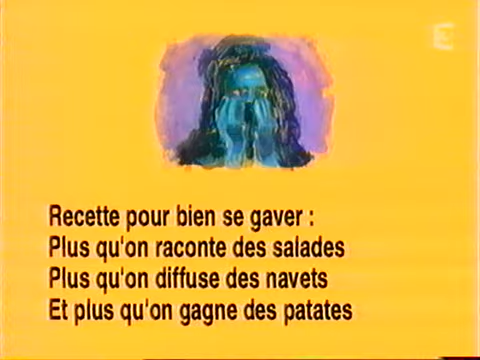 Recette pour bien se gaver :
Plus qu'on raconte des salades
Plus qu'on diffuse des navets
Et plus qu'on gagne des patates